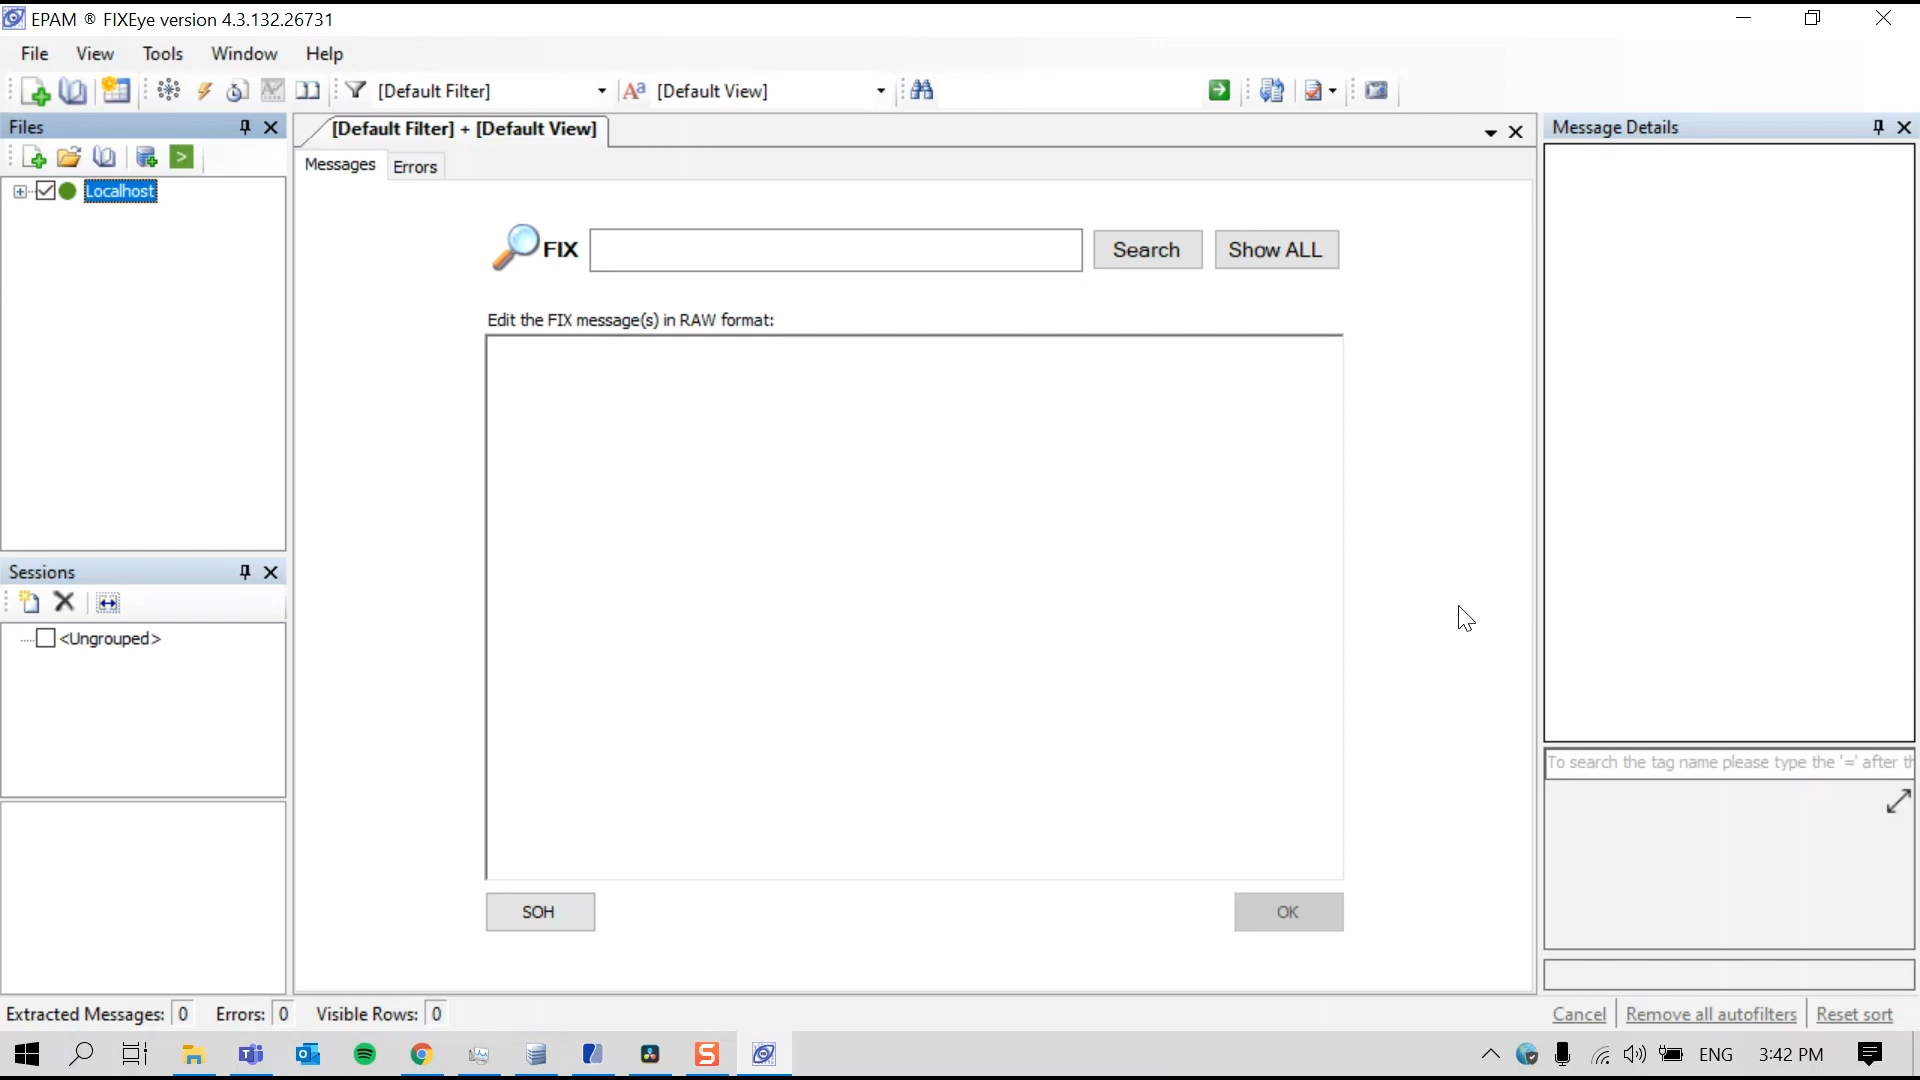 EPAM ® FIXEye version 4.3.132.26731
File View Tools Window Help
[Default Filter] Aa [Default View]
Files
[Default Filter] + [Default View]
Message Details
Messages Errors
Localhost
FIX Search Show ALL
Edit the FIX message(s) in RAW format:
Sessions
<Ungrouped>
To search the tag name please type the '=' after th
SOH OK
Extracted Messages: 0 Errors: 0 Visible Rows: 0 Cancel Remove all autofilters Reset sort
ENG 3:42 PM